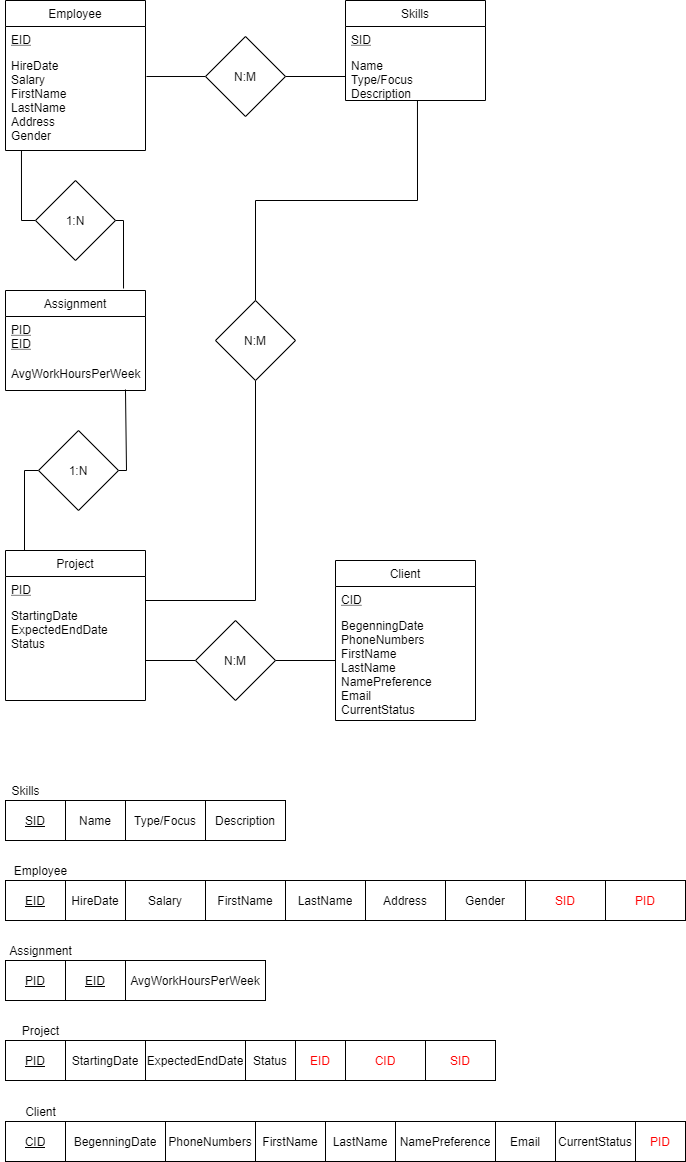 Employee
EID
HireDate
Salary
FirstName
LastName
Address
Gender
N:M
Skills
SID
Name
Type/Focus
Description
1:N
Assignment
PID
EID
AvgWorkHoursPerWeek
N:M
1:N
Project
PID
StartingDate
ExpectedEndDate
Status
N:M
Client
CID
BegenningDate
PhoneNumbers
FirstName
LastName
NamePreference
Email
CurrentStatus
Skills
SID Name Type/Focus Description
Employee
EID HireDate Salary FirstName LastName Address Gender SID PID
Assignment
PID EID AvgWorkHoursPerWeek
Project
PID StartingDate ExpectedEndDate Status EID CID SID
Client
CID BegenningDate PhoneNumbers FirstName LastName NamePreference Email CurrentStatus PID